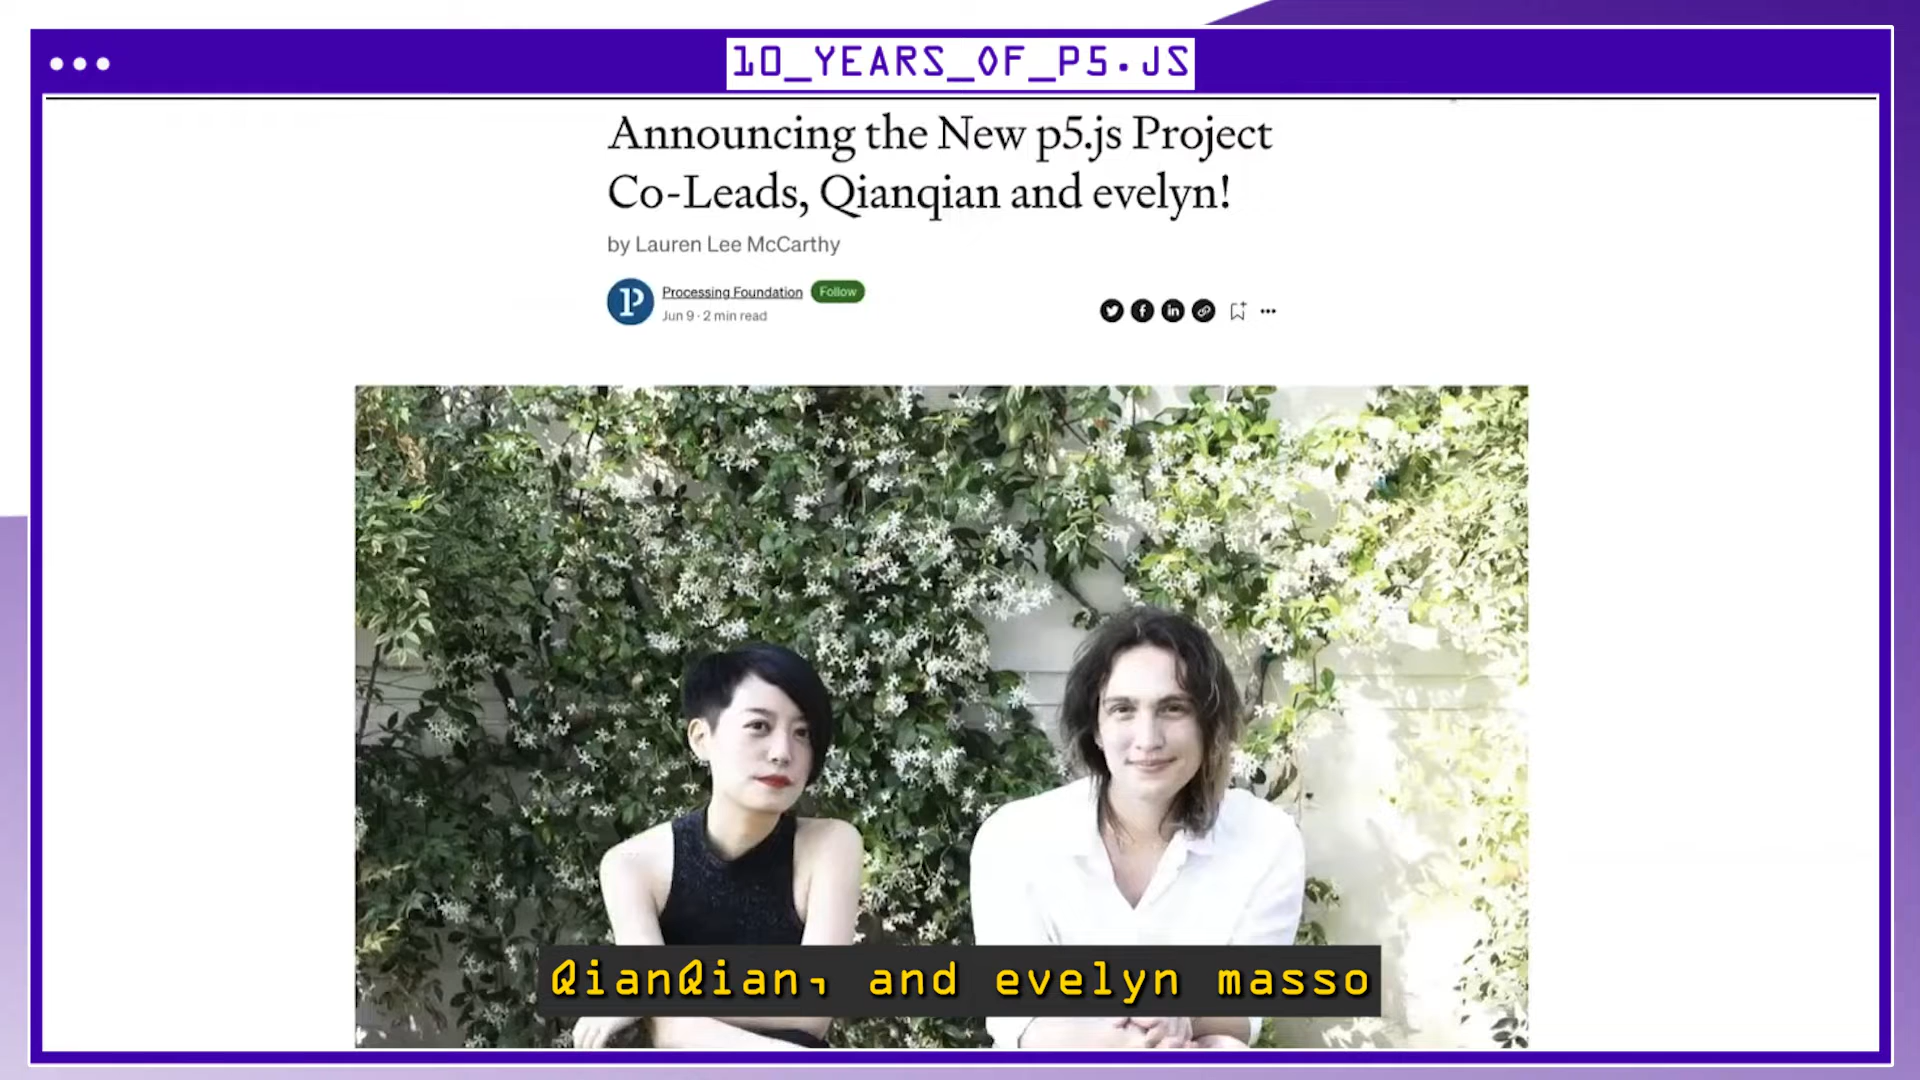 10_YEARS_OF_P5.JS
Announcing the New p5.js Project
Co-Leads, Qianqian and evelyn!
by Lauren Lee McCarthy
Processing Foundation Follow
Jun 9 · 2 min read
QianQian, and evelyn masso